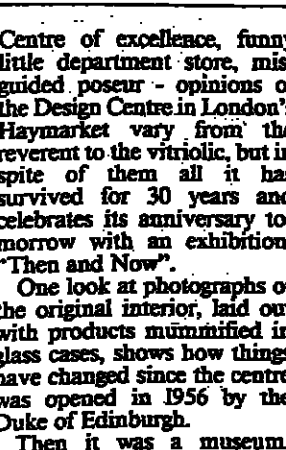 Centre of excellence, funny
little department store, mis
guided poseur - opinions o
the Design Centre in London'
Haymarket vary from the
reverent to the vitriolic, but in
spite of them all it has
survived for 30 years and
celebrates its anniversary to-
morrow with an exhibition
"Then and Now".
One look at photographs o
the original interior, laid out
with products mummified in
glass cases, shows how things
have changed since the centre
was opened in 1956 by the
Duke of Edinburgh.
Then it was a museum.